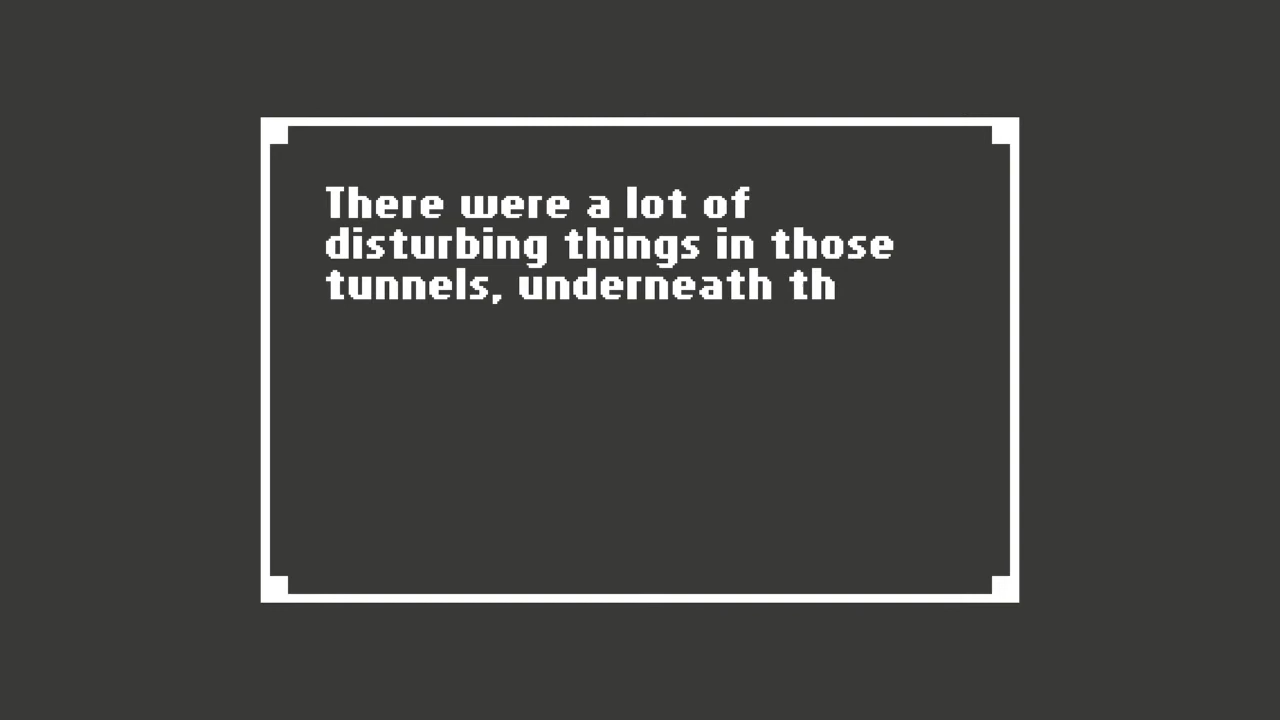 There were a lot of
disturbing things in those
tunnels, underneath th